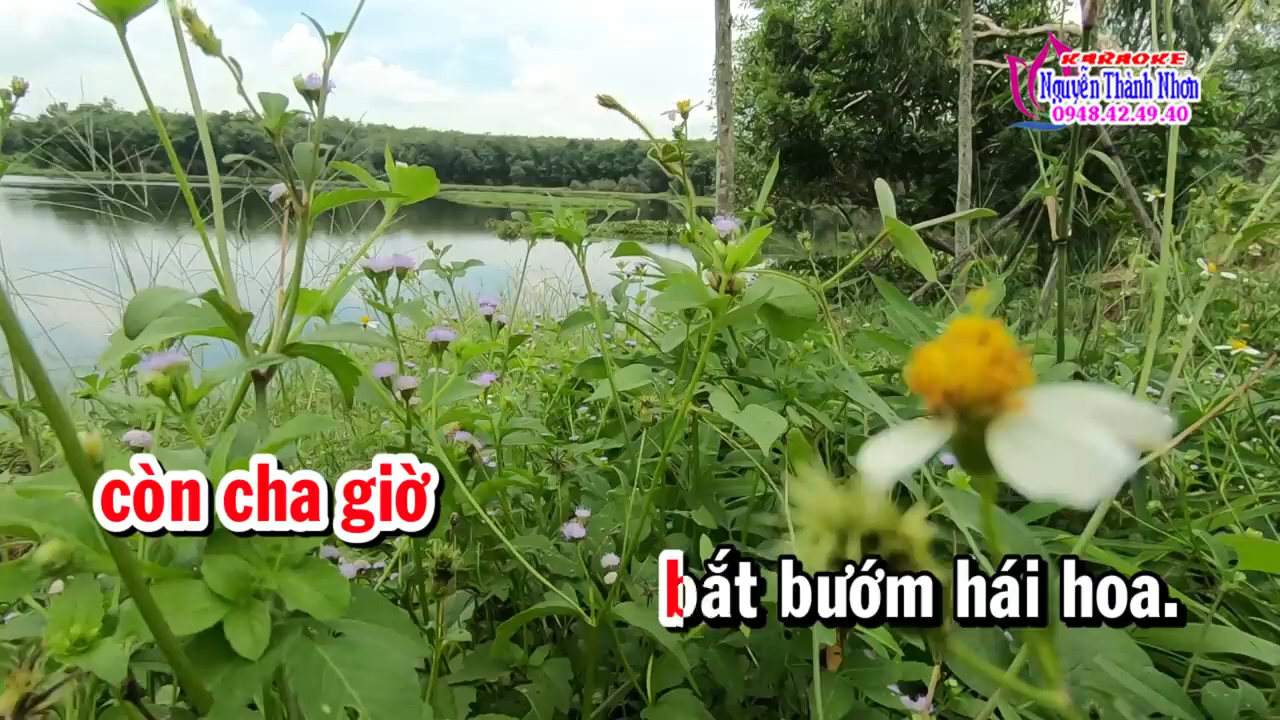 KARAOKE
Nguyễn Thành Nhơn
0948.42.49.40
còn cha giờ
bắt bướm hái hoa.